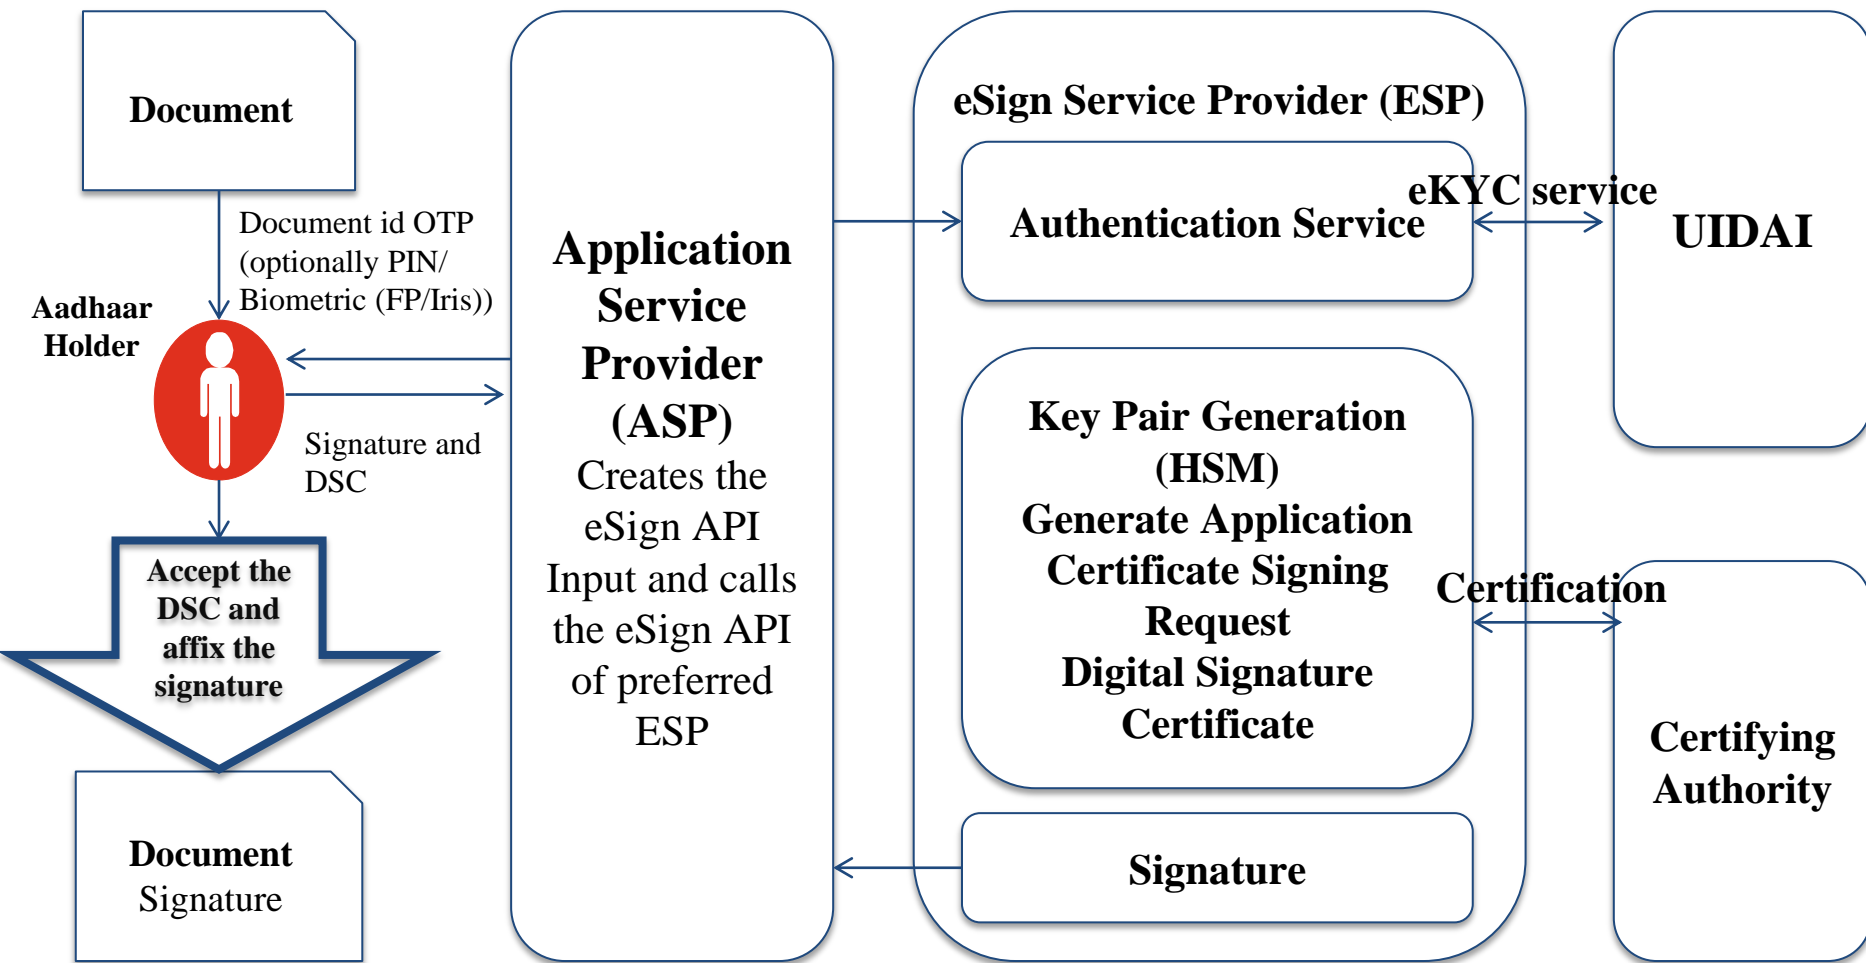 Document
Document id OTP
(optionally PIN/
Biometric (FP/Iris))
Aadhaar
Holder
Signature and
DSC
Accept the
DSC and
affix the
signature
Document
Signature
Application
Service
Provider
(ASP)
Creates the
eSign API
Input and calls
the eSign API
of preferred
ESP
eSign Service Provider (ESP)
Authentication Service
eKYC service
UIDAI
Key Pair Generation
(HSM)
Generate Application
Certificate Signing
Request
Digital Signature
Certificate
Certification
Certifying
Authority
Signature